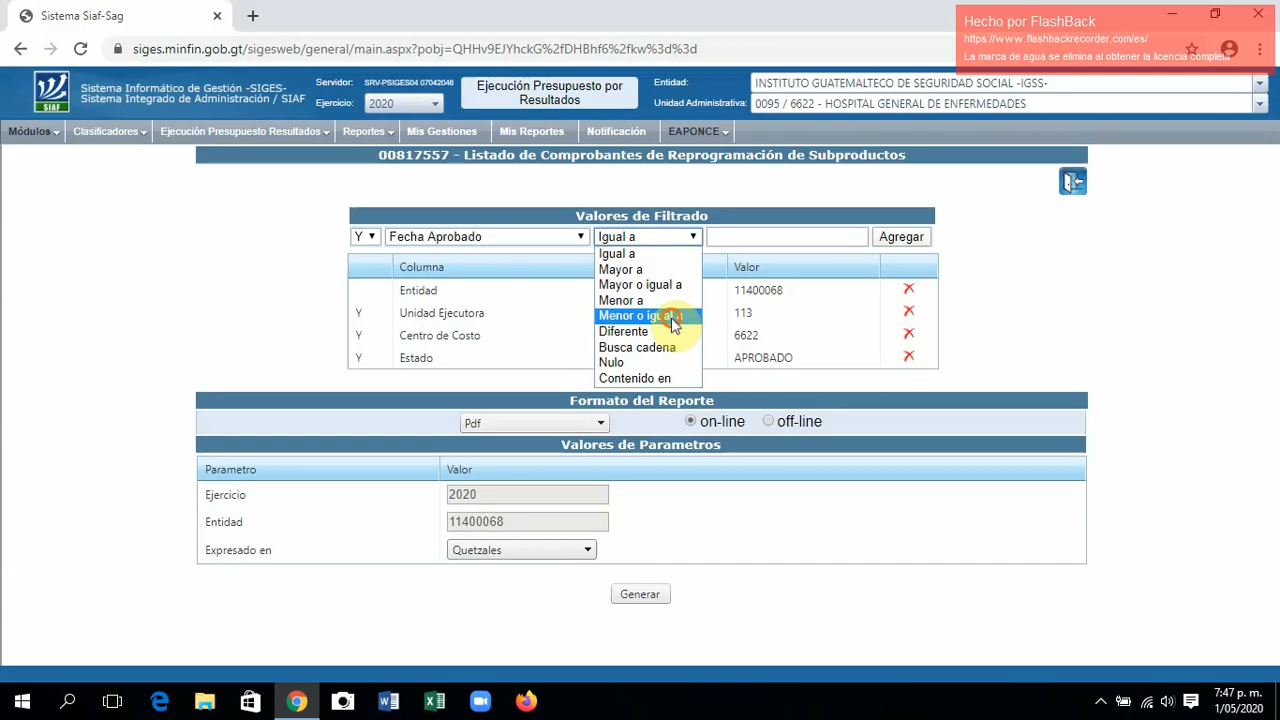 Sistema Siaf-Sag
Hecho por FlashBack
https://www.flashbackrecorder.com/es/
La marca de agua se elimina al obtener la licencia completa
siges.minfin.gob.gt/sigesweb/general/main.aspx?pobj=QHHv9EJYhckG%2fDHBhf6%2fkw%3d%3d
SIAF
Sistema Informático de Gestión -SIGES-
Sistema Integrado de Administración / SIAF
Servidor: SRV-PSIGES04 07042046
Ejercicio: 2020
Ejecución Presupuesto por Resultados
Entidad: INSTITUTO GUATEMALTECO DE SEGURIDAD SOCIAL -IGSS-
Unidad Administrativa: 0095 / 6622 - HOSPITAL GENERAL DE ENFERMEDADES
Módulos Clasificadores Ejecución Presupuesto Resultados Reportes Mis Gestiones Mis Reportes Notificación EAPONCE
00817557 - Listado de Comprobantes de Reprogramación de Subproductos
Valores de Filtrado
Y Fecha Aprobado Igual a Agregar
Igual a
Mayor a
Mayor o igual a
Menor a
Menor o igual a
Diferente
Busca cadena
Nulo
Contenido en
Columna Valor
Entidad 11400068
Y Unidad Ejecutora 113
Y Centro de Costo 6622
Y Estado APROBADO
Formato del Reporte
Pdf on-line off-line
Valores de Parametros
Parametro Valor
Ejercicio 2020
Entidad 11400068
Expresado en Quetzales
Generar
7:47 p. m.
1/05/2020